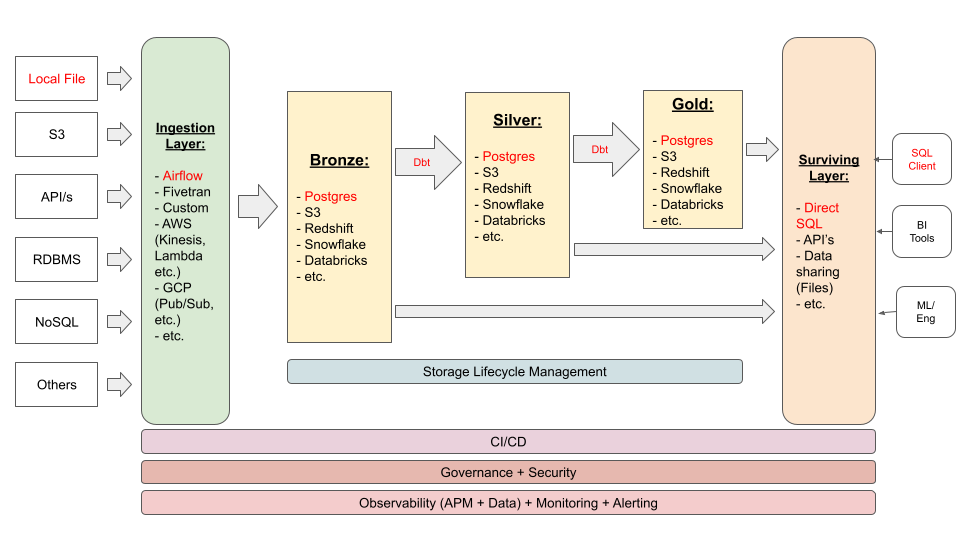 Local File
S3
API/s
RDBMS
NoSQL
Others
Ingestion
Layer:
- Airflow
- Fivetran
- Custom
- AWS
(Kinesis,
Lambda
etc.)
- GCP
(Pub/Sub,
etc.)
- etc.
Bronze:
- Postgres
- S3
- Redshift
- Snowflake
- Databricks
- etc.
Dbt
Silver:
- Postgres
- S3
- Redshift
- Snowflake
- Databricks
- etc.
Dbt
Gold:
- Postgres
- S3
- Redshift
- Snowflake
- Databricks
- etc.
Surviving
Layer:
- Direct
SQL
- API's
- Data
sharing
(Files)
- etc.
SQL
Client
BI
Tools
ML/
Eng
Storage Lifecycle Management
CI/CD
Governance + Security
Observability (APM + Data) + Monitoring + Alerting